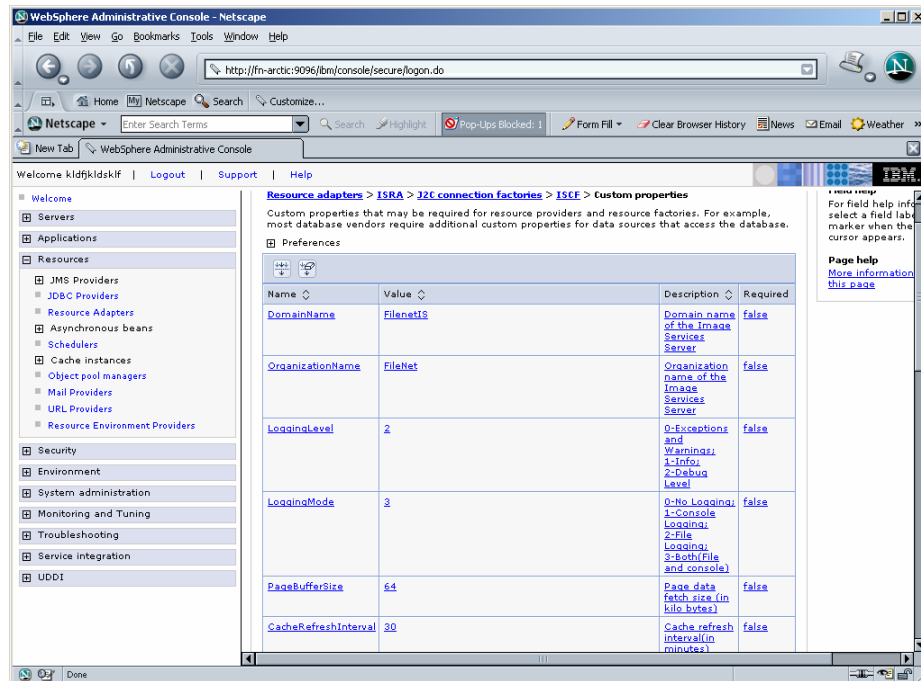 WebSphere Administrative Console - Netscape
File Edit View Go Bookmarks Tools Window Help
http://fn-arctic:9096/ibm/console/secure/logon.do
Home My Netscape Search Customize...
Netscape Enter Search Terms Search Highlight Pop-Ups Blocked: 1 Form Fill Clear Browser History News Email Weather
New Tab WebSphere Administrative Console
Welcome kldfjkldsklf | Logout | Support | Help
IBM.
Welcome
Servers
Applications
Resources
JMS Providers
JDBC Providers
Resource Adapters
Asynchronous beans
Schedulers
Cache instances
Object pool managers
Mail Providers
URL Providers
Resource Environment Providers
Security
Environment
System administration
Monitoring and Tuning
Troubleshooting
Service integration
UDDI
Resource adapters > ISRA > J2C connection factories > ISCF > Custom properties
Custom properties that may be required for resource providers and resource factories. For example,
most database vendors require additional custom properties for data sources that access the database.
Preferences
Name Value Description Required
DomainName FilenetIS Domain name false
of the Image
Services
Server
OrganizationName FileNet Organization false
name of the
Image
Services
Server
LoggingLevel 2 0-Exceptions false
and
Warnings;
1-Info;
2-Debug
Level
LoggingMode 3 0-No Logging; false
1-Console
Logging;
2-File
Logging;
3-Both(File
and console)
PageBufferSize 64 Page data false
fetch size (in
kilo bytes)
CacheRefreshInterval 30 Cache refresh false
interval(in
minutes)
Field help
For field help info
select a field labe
marker when the
cursor appears.
Page help
More information
this page
Done